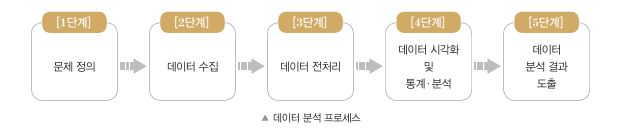 [1단계]
문제 정의
[2단계]
데이터 수집
[3단계]
데이터 전처리
[4단계]
데이터 시각화
및
통계·분석
[5단계]
데이터
분석 결과
도출
▲ 데이터 분석 프로세스